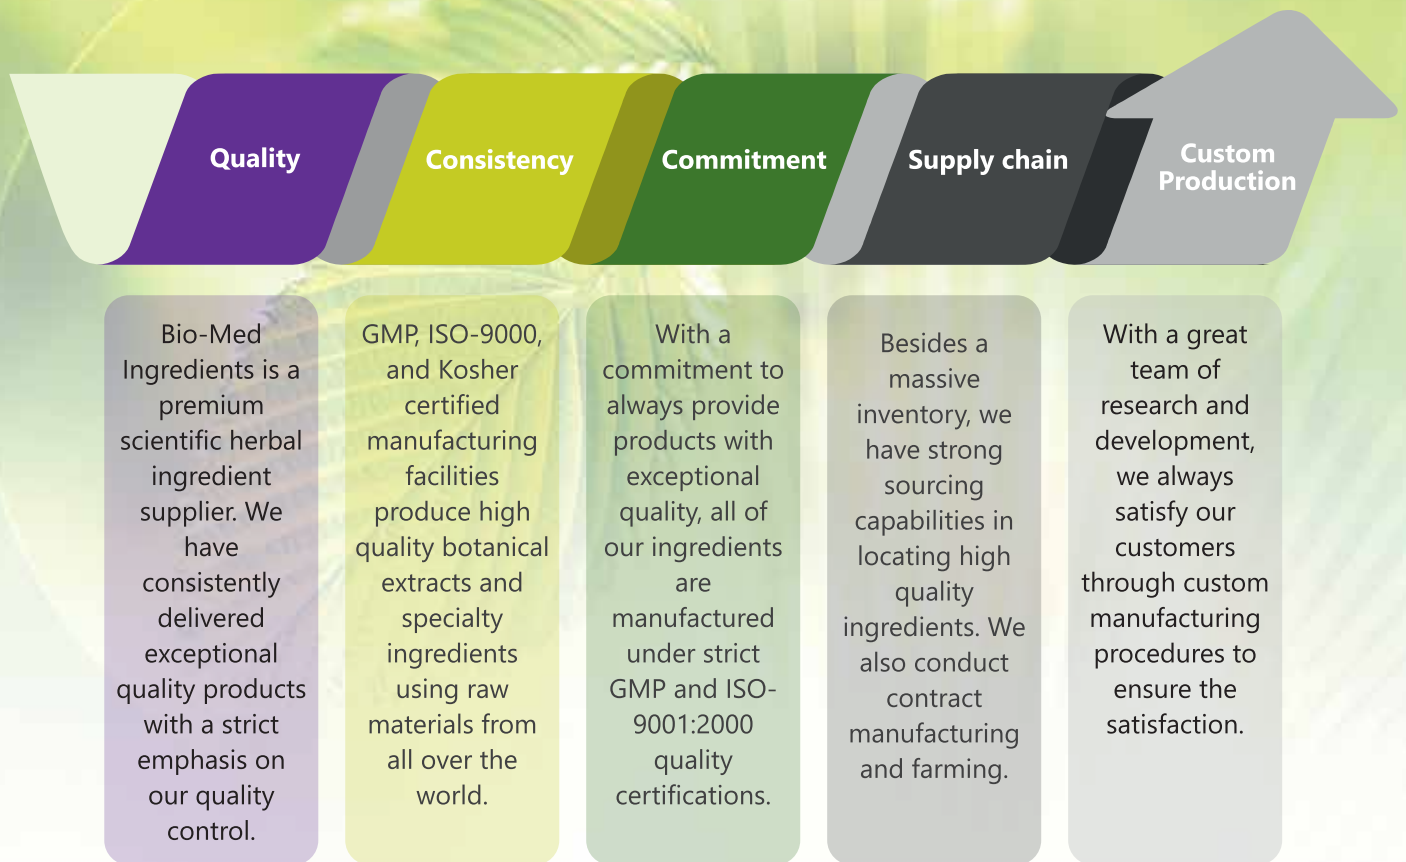 Quality
Consistency
Commitment
Supply chain
Custom
Production
Bio-Med
Ingredients is a
premium
scientific herbal
ingredient
supplier. We
have
consistently
delivered
exceptional
quality products
with a strict
emphasis on
our quality
control.
GMP, ISO-9000,
and Kosher
certified
manufacturing
facilities
produce high
quality botanical
extracts and
specialty
ingredients
using raw
materials from
all over the
world.
With a
commitment to
always provide
products with
exceptional
quality, all of
our ingredients
are
manufactured
under strict
GMP and ISO-
9001:2000
quality
certifications.
Besides a
massive
inventory, we
have strong
sourcing
capabilities in
locating high
quality
ingredients. We
also conduct
contract
manufacturing
and farming.
With a great
team of
research and
development,
we always
satisfy our
customers
through custom
manufacturing
procedures to
ensure the
satisfaction.